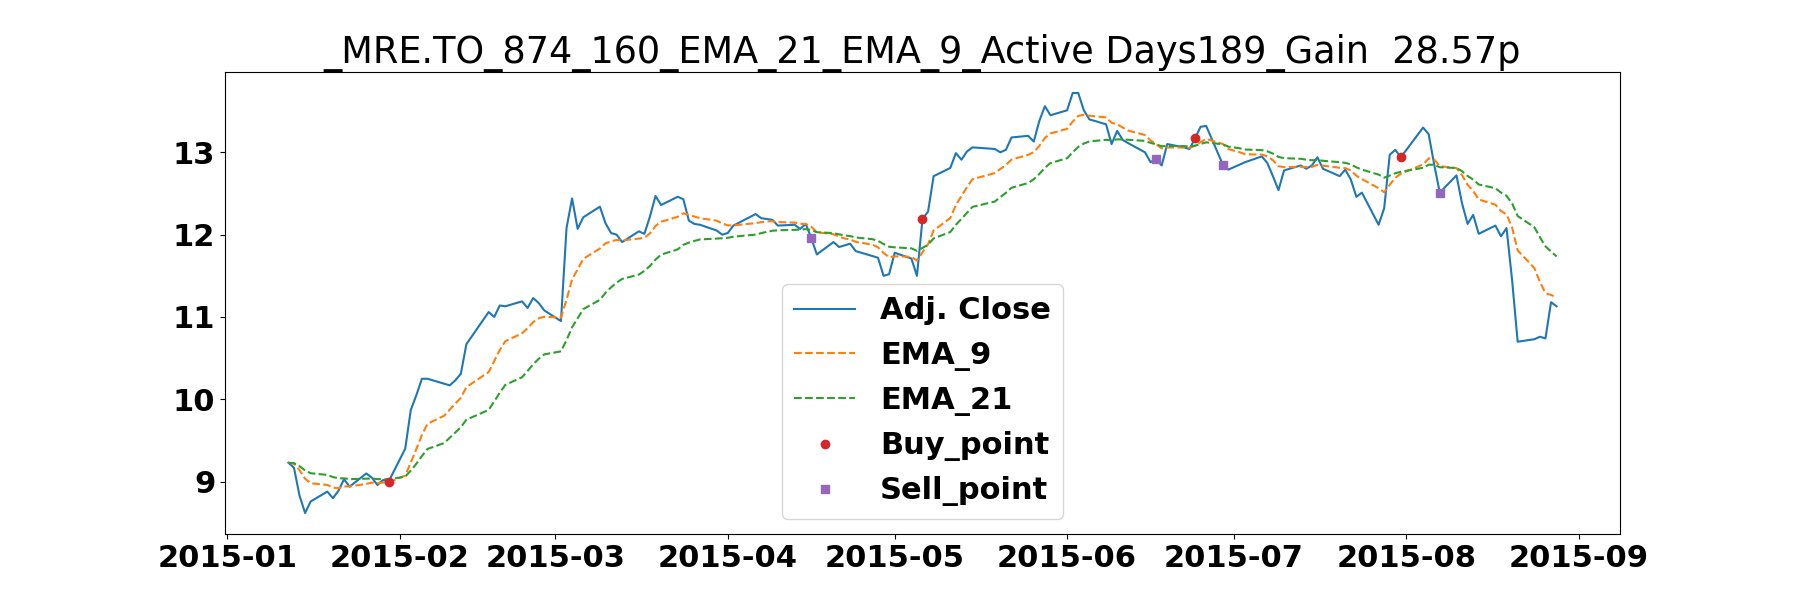 _MRE.TO_874_160_EMA_21_EMA_9_Active Days189_Gain  28.57p
13
12
11
10
9
Adj. Close
EMA_9
EMA_21
Buy_point
Sell_point
2015-01 2015-02 2015-03 2015-04 2015-05 2015-06 2015-07 2015-08 2015-09